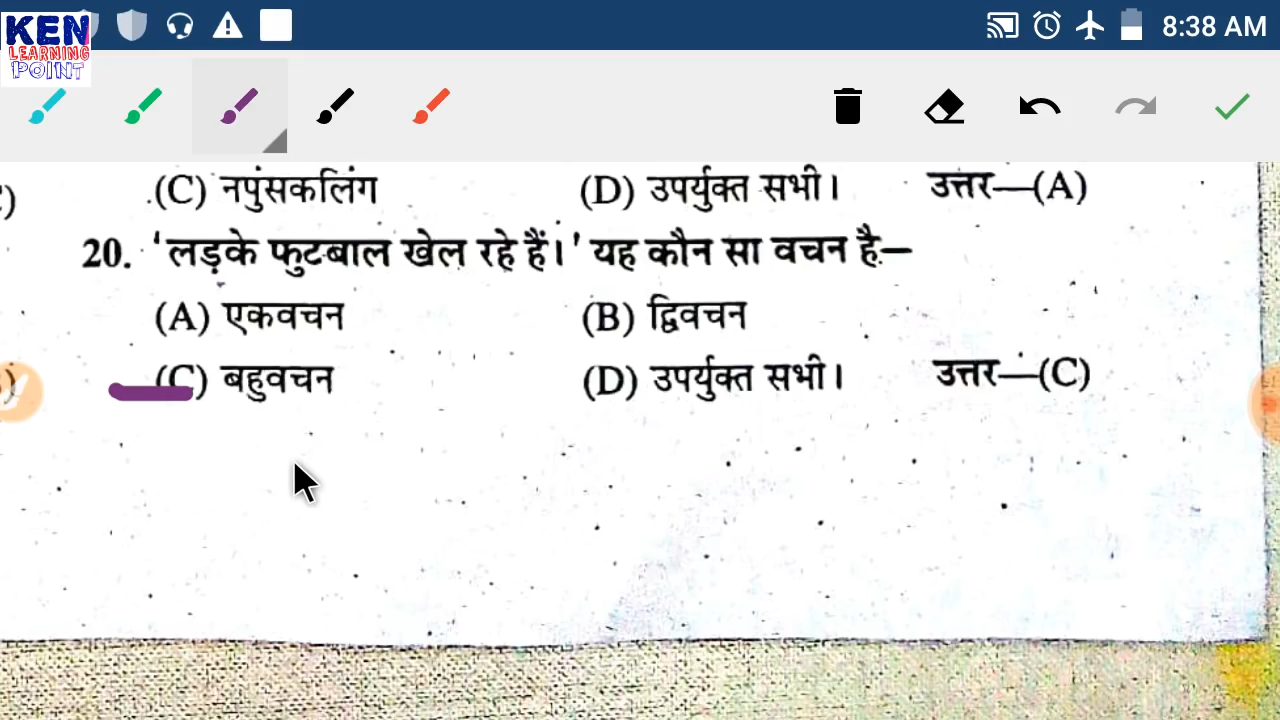 KEN
LEARNING
POINT
8:38 AM
(C) नपुंसकलिंग (D) उपर्युक्त सभी। उत्तर—(A)
20. 'लड़के फुटबाल खेल रहे हैं।' यह कौन सा वचन है—
(A) एकवचन (B) द्विवचन
(C) बहुवचन (D) उपर्युक्त सभी। उत्तर—(C)